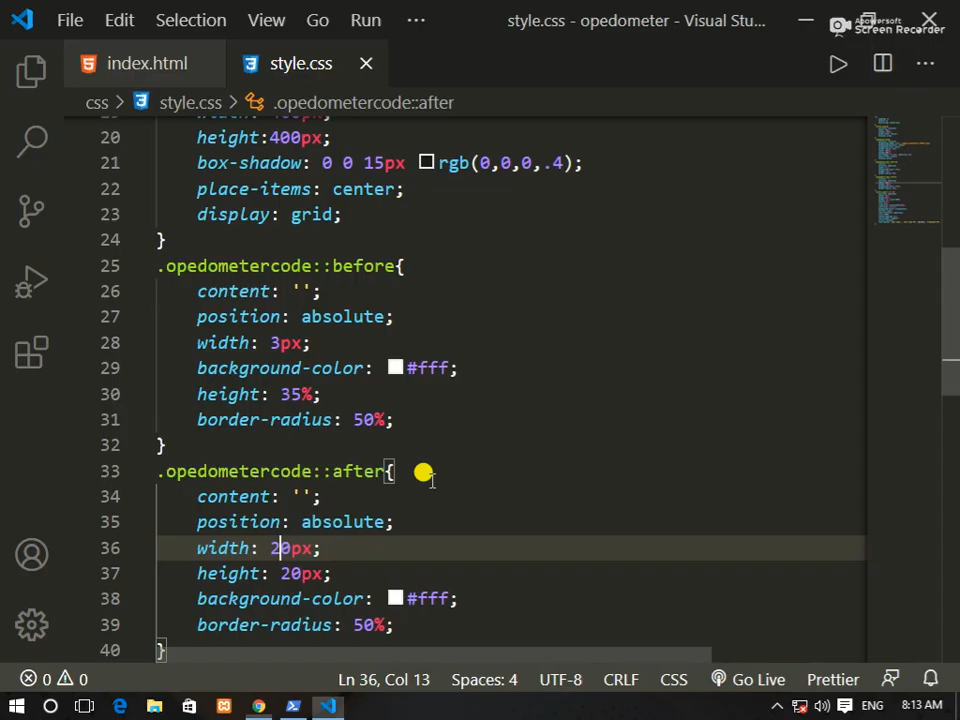 File Edit Selection View Go Run ··· style.css - opedometer - Visual Stu...
Apowersoft
Screen Recorder
index.html style.css
css > style.css > .opedometercode::after
20 height:400px;
21 box-shadow: 0 0 15px rgb(0,0,0,.4);
22 place-items: center;
23 display: grid;
24 }
25 .opedometercode::before{
26 content: '';
27 position: absolute;
28 width: 3px;
29 background-color: #fff;
30 height: 35%;
31 border-radius: 50%;
32 }
33 .opedometercode::after{
34 content: '';
35 position: absolute;
36 width: 20px;
37 height: 20px;
38 background-color: #fff;
39 border-radius: 50%;
40 }
0 0 Ln 36, Col 13 Spaces: 4 UTF-8 CRLF CSS Go Live Prettier
ENG 8:13 AM